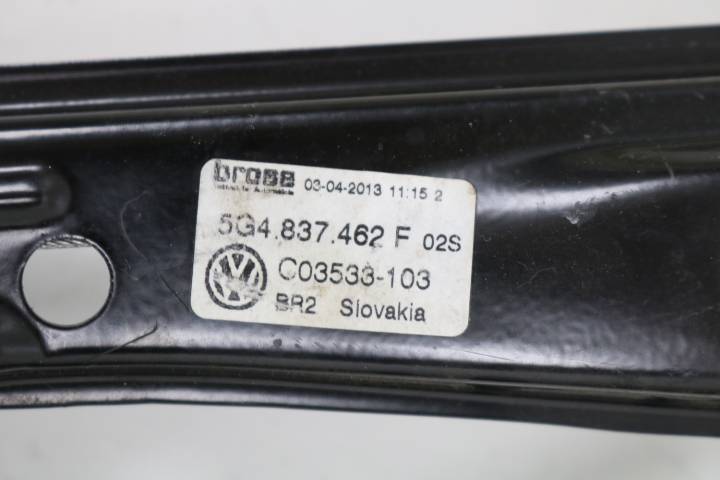 brose 03-04-2013 11:15 2
5G4.837.462 F 02S
C03533-103
BR2 Slovakia